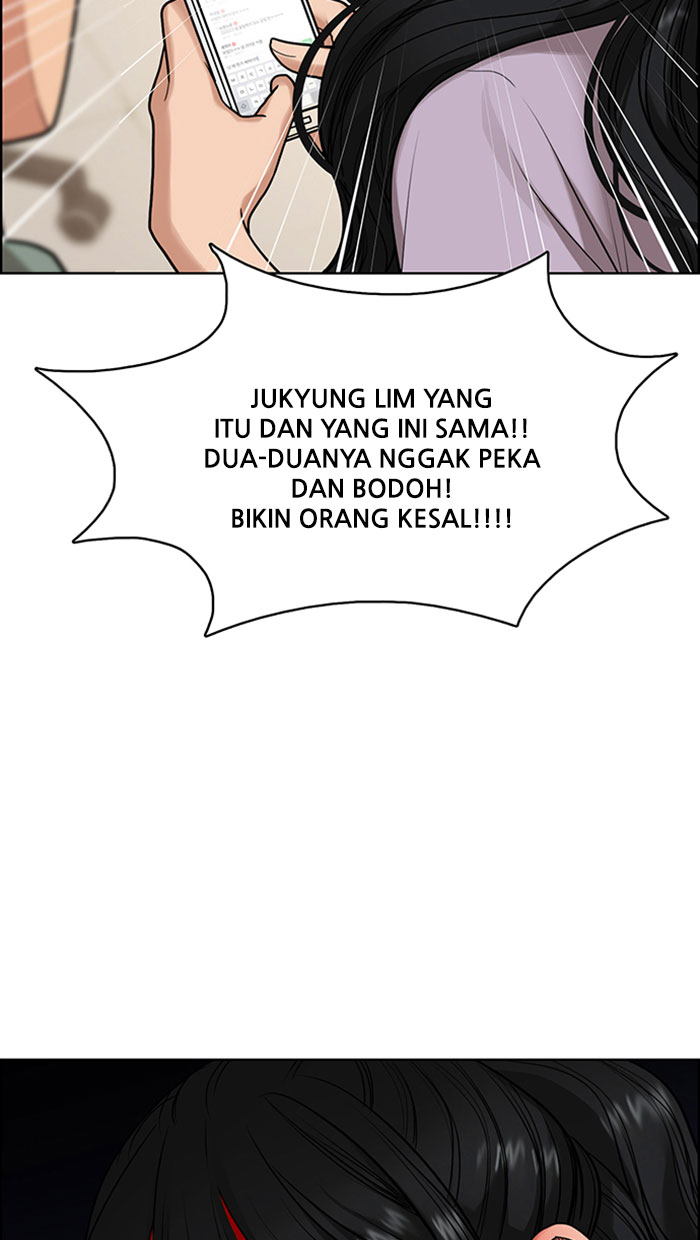 JUKYUNG LIM YANG
ITU DAN YANG INI SAMA!!
DUA-DUANYA NGGAK PEKA
DAN BODOH!
BIKIN ORANG KESAL!!!!